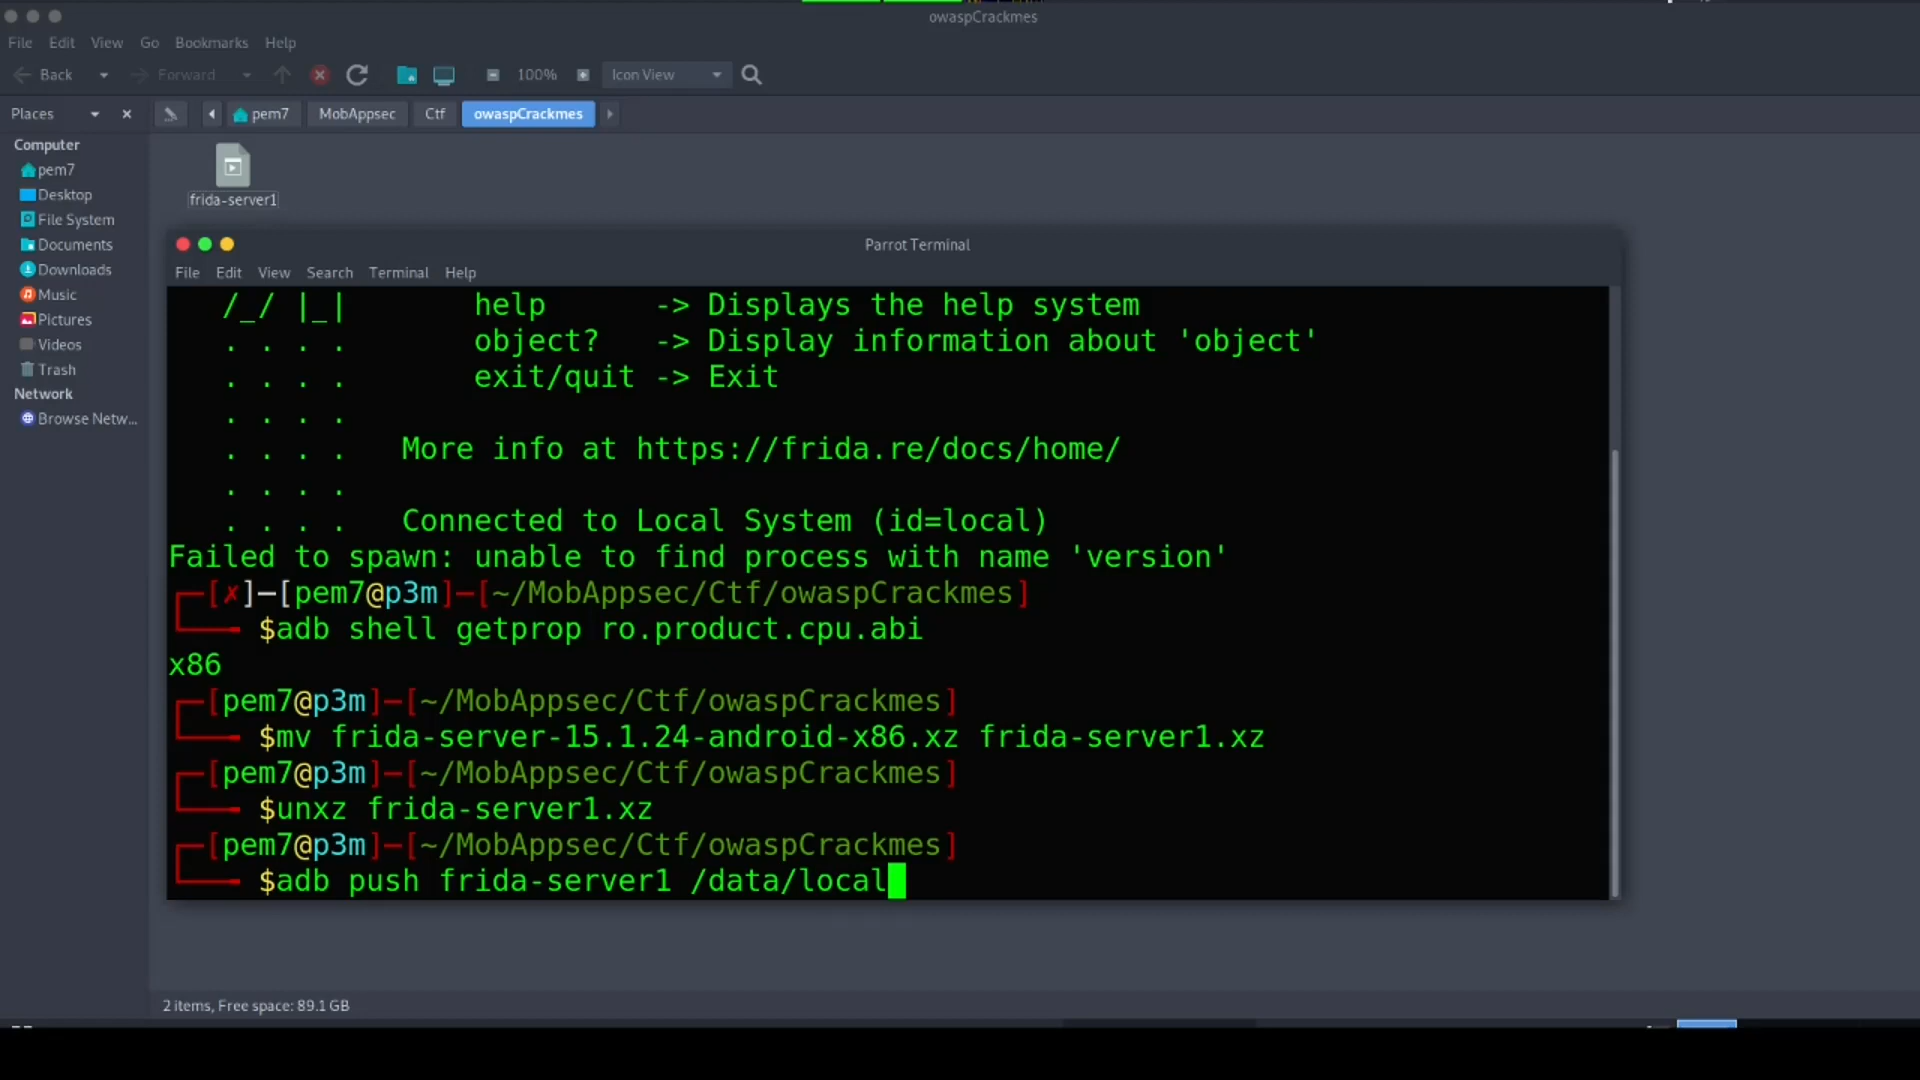 owaspCrackmes
File Edit View Go Bookmarks Help
Back Forward 100% Icon View
Places pem7 MobAppsec Ctf owaspCrackmes
Computer
pem7
Desktop
File System
Documents
Downloads
Music
Pictures
Videos
Trash
Network
Browse Netw...
frida-server1
Parrot Terminal
File Edit View Search Terminal Help
/_/ |_| help -> Displays the help system
. . . . object? -> Display information about 'object'
. . . . exit/quit -> Exit
. . . .
. . . . More info at https://frida.re/docs/home/
. . . .
. . . . Connected to Local System (id=local)
Failed to spawn: unable to find process with name 'version'
┌─[✗]─[pem7@p3m]─[~/MobAppsec/Ctf/owaspCrackmes]
└──╼ $adb shell getprop ro.product.cpu.abi
x86
┌─[pem7@p3m]─[~/MobAppsec/Ctf/owaspCrackmes]
└──╼ $mv frida-server-15.1.24-android-x86.xz frida-server1.xz
┌─[pem7@p3m]─[~/MobAppsec/Ctf/owaspCrackmes]
└──╼ $unxz frida-server1.xz
┌─[pem7@p3m]─[~/MobAppsec/Ctf/owaspCrackmes]
└──╼ $adb push frida-server1 /data/local
2 items, Free space: 89.1 GB